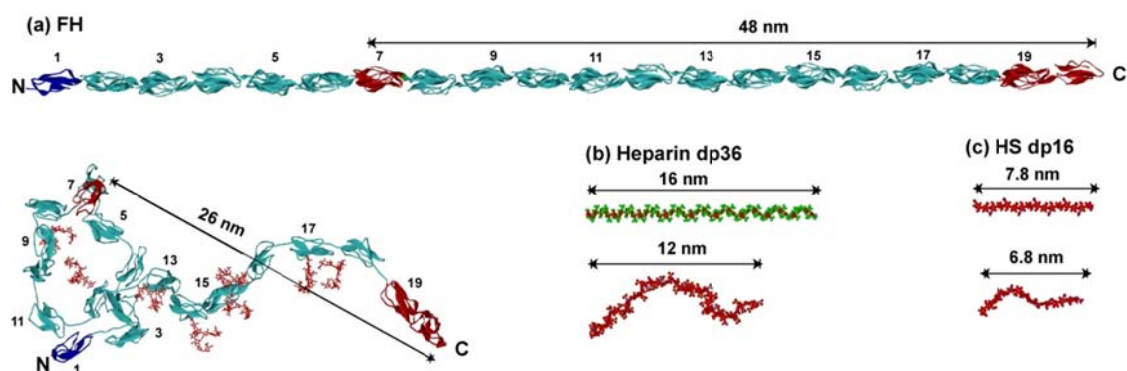 (a) FH
48 nm
1 3 5 7 9 11 13 15 17 19
N C
7
5
26 nm
9
13
15
17
11
3
19
N 1
C
(b) Heparin dp36
16 nm
12 nm
(c) HS dp16
7.8 nm
6.8 nm